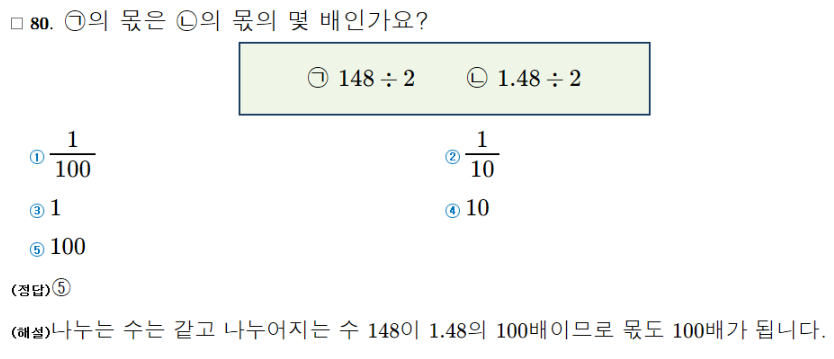 □ 80. ㉠의 몫은 ㉡의 몫의 몇 배인가요?
㉠ 148÷2 ㉡ 1.48÷2
① 1/100 ② 1/10
③ 1 ④ 10
⑤ 100
(정답)⑤
(해설)나누는 수는 같고 나누어지는 수 148이 1.48의 100배이므로 몫도 100배가 됩니다.